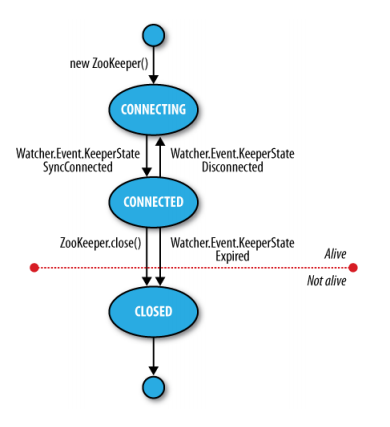 new ZooKeeper()
CONNECTING
Watcher.Event.KeeperState
SyncConnected
Watcher.Event.KeeperState
Disconnected
CONNECTED
ZooKeeper.close()
Watcher.Event.KeeperState
Expired
Alive
Not alive
CLOSED